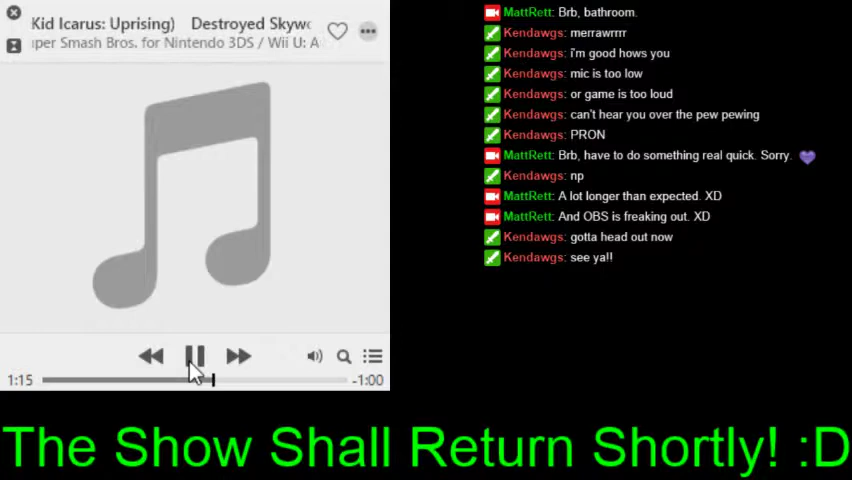 Kid Icarus: Uprising) Destroyed Skyw
per Smash Bros. for Nintendo 3DS / Wii U: A
1:15
-1:00
MattRett: Brb, bathroom.
Kendawgs: merrawrrrr
Kendawgs: i'm good hows you
Kendawgs: mic is too low
Kendawgs: or game is too loud
Kendawgs: can't hear you over the pew pewing
Kendawgs: PRON
MattRett: Brb, have to do something real quick. Sorry.
Kendawgs: np
MattRett: A lot longer than expected. XD
MattRett: And OBS is freaking out. XD
Kendawgs: gotta head out now
Kendawgs: see ya!!
The Show Shall Return Shortly! :D